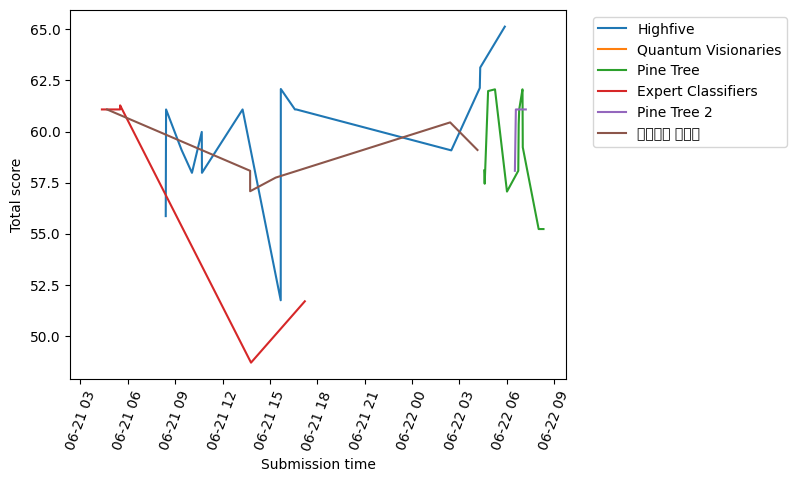 65.0
62.5
60.0
57.5
55.0
52.5
50.0
Total score
06-21 03
06-21 06
06-21 09
06-21 12
06-21 15
06-21 18
06-21 21
06-22 00
06-22 03
06-22 06
06-22 09
Submission time
Highfive
Quantum Visionaries
Pine Tree
Expert Classifiers
Pine Tree 2